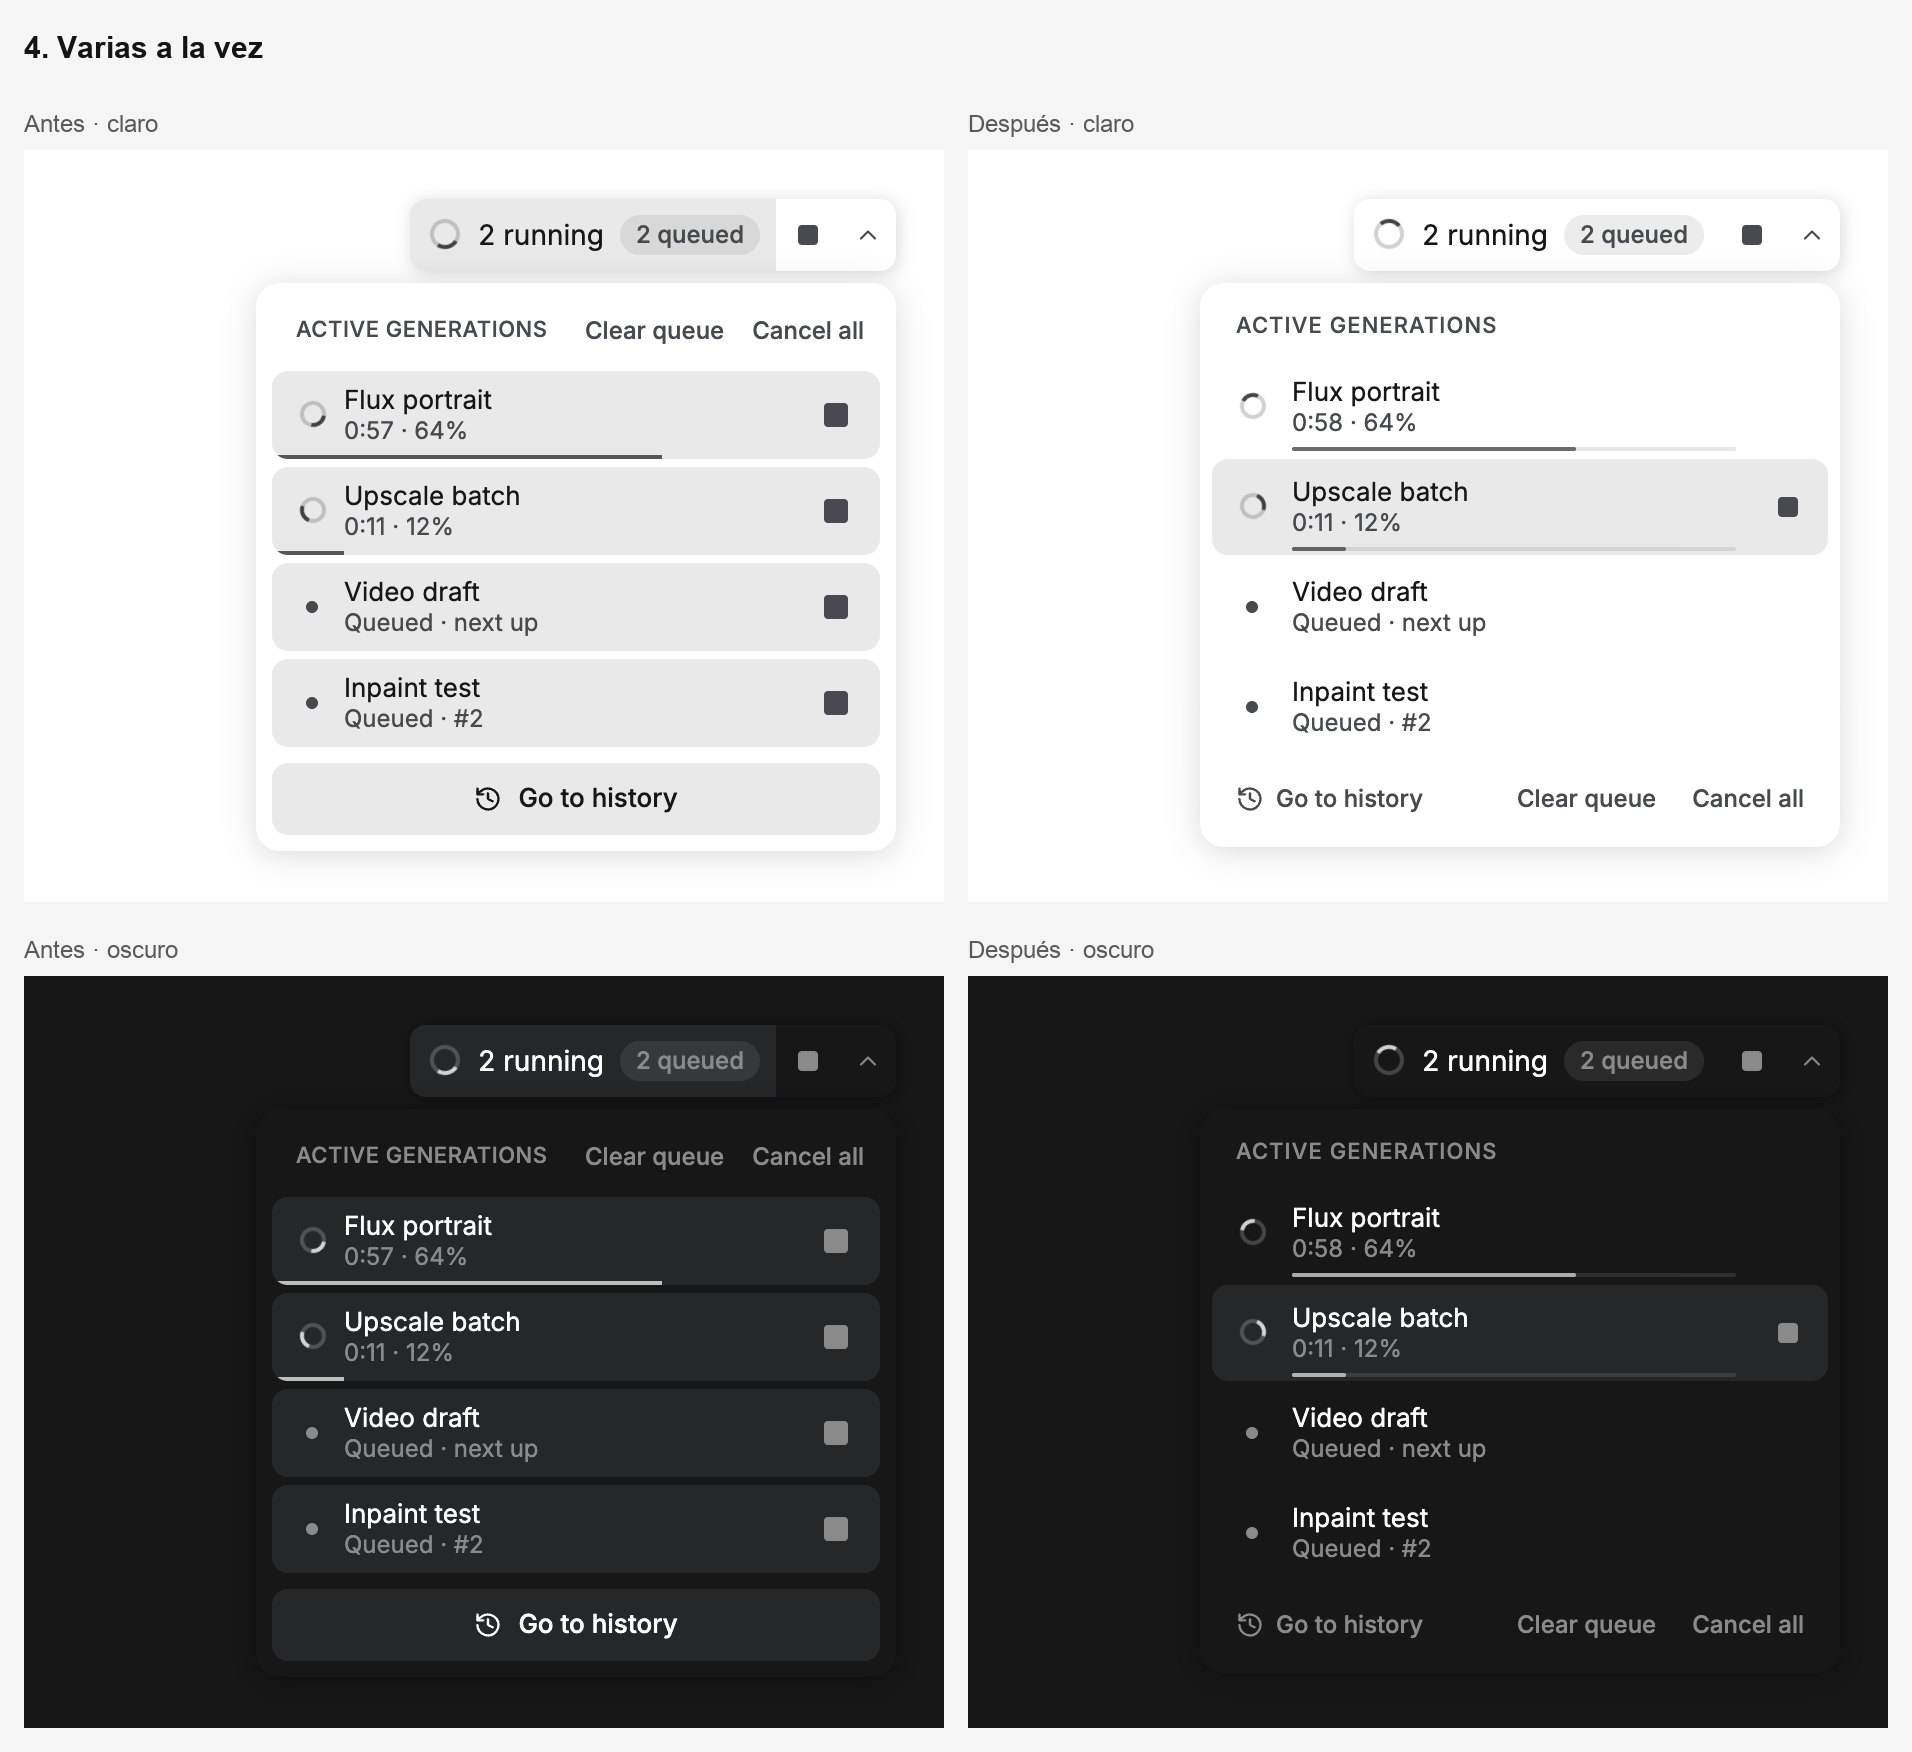 4. Varias a la vez
Antes · claro
2 running 2 queued
ACTIVE GENERATIONS Clear queue Cancel all
Flux portrait
0:57 · 64%
Upscale batch
0:11 · 12%
Video draft
Queued · next up
Inpaint test
Queued · #2
Go to history
Después · claro
2 running 2 queued
ACTIVE GENERATIONS
Flux portrait
0:58 · 64%
Upscale batch
0:11 · 12%
Video draft
Queued · next up
Inpaint test
Queued · #2
Go to history Clear queue Cancel all
Antes · oscuro
2 running 2 queued
ACTIVE GENERATIONS Clear queue Cancel all
Flux portrait
0:57 · 64%
Upscale batch
0:11 · 12%
Video draft
Queued · next up
Inpaint test
Queued · #2
Go to history
Después · oscuro
2 running 2 queued
ACTIVE GENERATIONS
Flux portrait
0:58 · 64%
Upscale batch
0:11 · 12%
Video draft
Queued · next up
Inpaint test
Queued · #2
Go to history Clear queue Cancel all